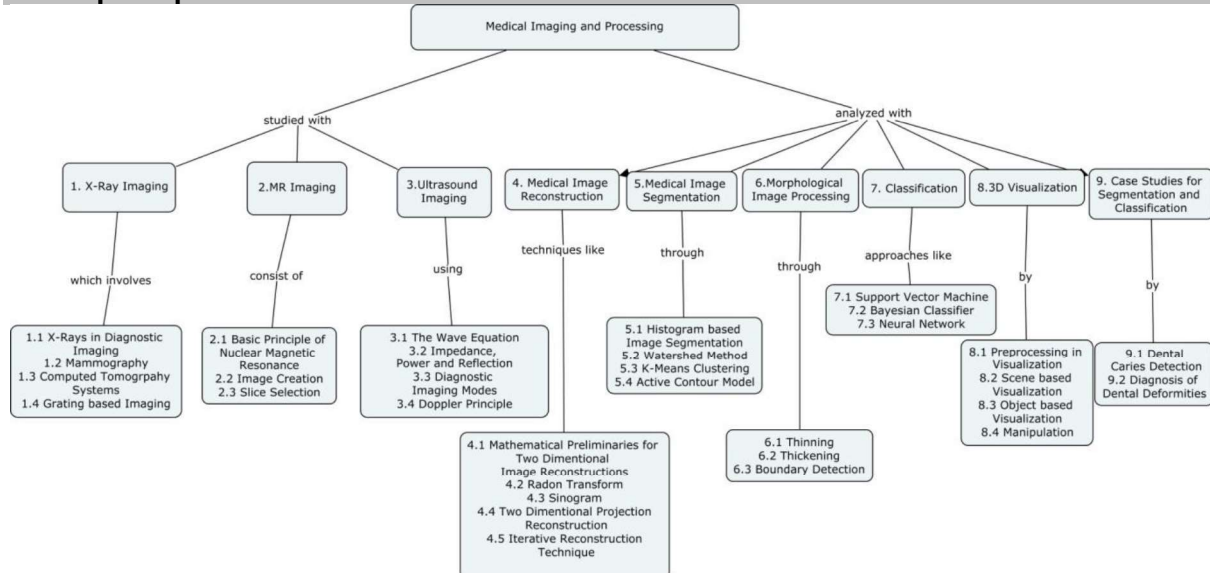 Medical Imaging and Processing
studied with
analyzed with
1. X-Ray Imaging
2.MR Imaging
3.Ultrasound
Imaging
4. Medical Image
Reconstruction
5.Medical Image
Segmentation
6.Morphological
Image Processing
7. Classification
8.3D Visualization
9. Case Studies for
Segmentation and
Classification
which involves
consist of
using
techniques like
through
through
approaches like
by
by
1.1 X-Rays in Diagnostic
Imaging
1.2 Mammography
1.3 Computed Tomogrpahy
Systems
1.4 Grating based Imaging
2.1 Basic Principle of
Nuclear Magnetic
Resonance
2.2 Image Creation
2.3 Slice Selection
3.1 The Wave Equation
3.2 Impedance,
Power and Reflection
3.3 Diagnostic
Imaging Modes
3.4 Doppler Principle
4.1 Mathematical Preliminaries for
Two Dimentional
Image Reconstructions
4.2 Radon Transform
4.3 Sinogram
4.4 Two Dimentional Projection
Reconstruction
4.5 Iterative Reconstruction
Technique
5.1 Histogram based
Image Segmentation
5.2 Watershed Method
5.3 K-Means Clustering
5.4 Active Contour Model
6.1 Thinning
6.2 Thickening
6.3 Boundary Detection
7.1 Support Vector Machine
7.2 Bayesian Classifier
7.3 Neural Network
8.1 Preprocessing in
Visualization
8.2 Scene based
Visualization
8.3 Object based
Visualization
8.4 Manipulation
9.1 Dental
Caries Detection
9.2 Diagnosis of
Dental Deformities